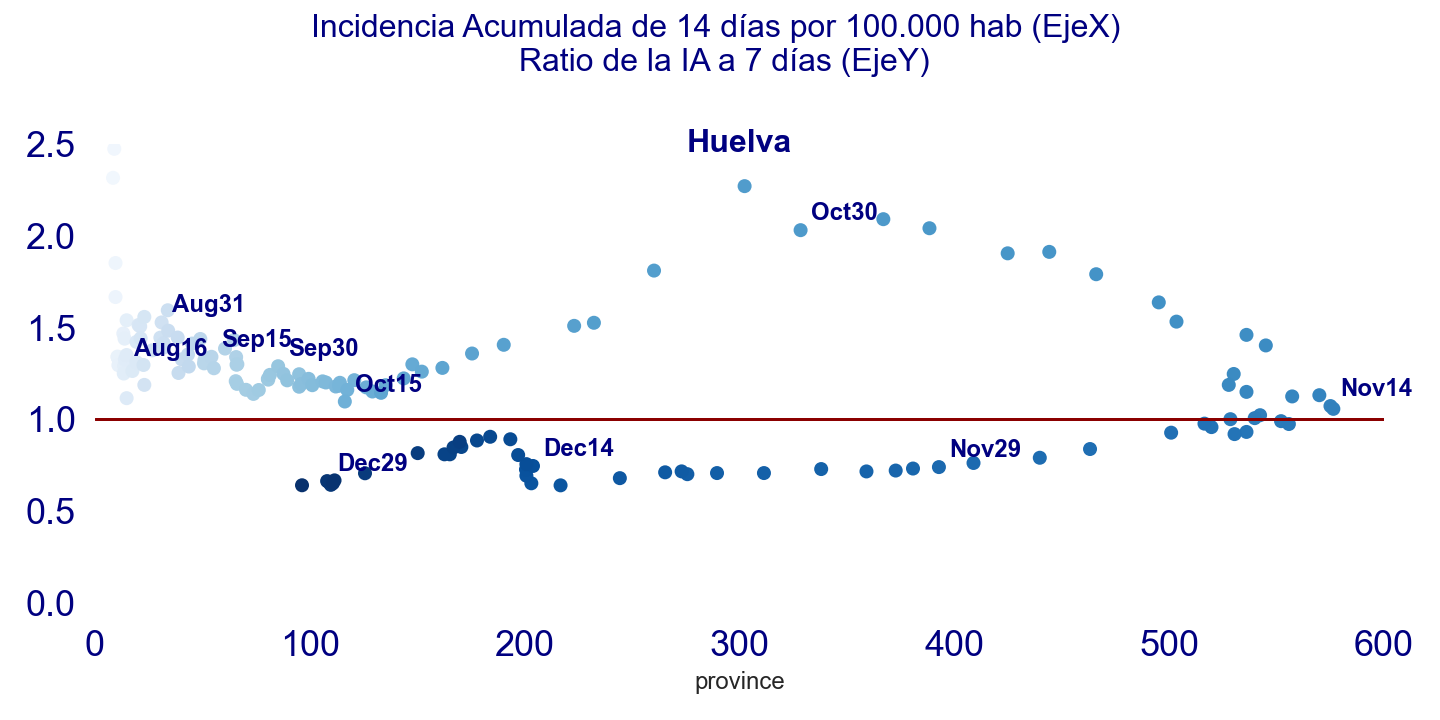 Incidencia Acumulada de 14 días por 100.000 hab (EjeX)
Ratio de la IA a 7 días (EjeY)
2.5
Huelva
2.0
Oct30
Aug31
1.5
Aug16
Sep15
Sep30
Oct15
Nov14
1.0
Dec29
Dec14
Nov29
0.5
0.0
0 100 200 300 400 500 600
province